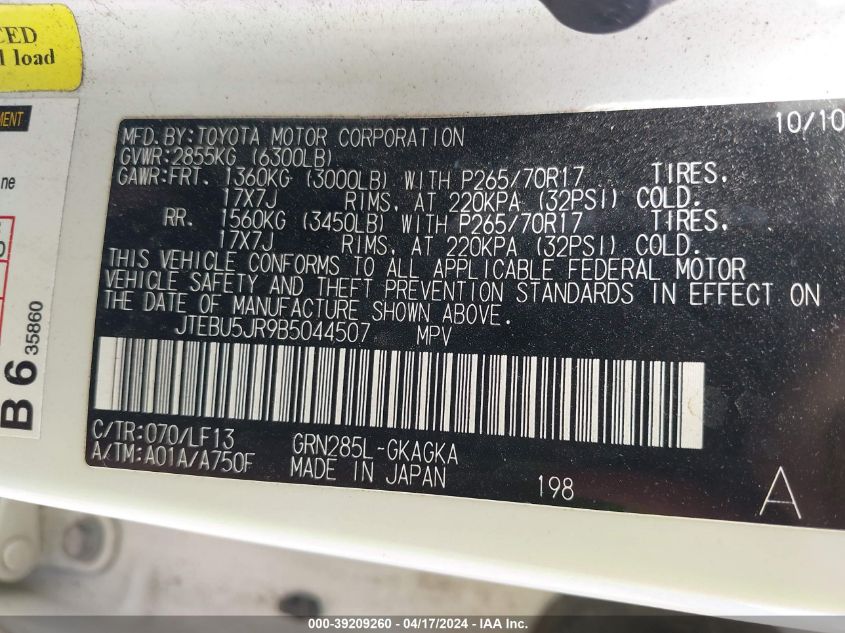 CED
l load
MENT
ne
B 6 35860
10/10
MFD. BY: TOYOTA MOTOR CORPORATION
GVWR: 2855KG (6300LB)
GAWR: FRT. 1360KG (3000LB) WITH P265/70R17 TIRES.
17X7J RIMS, AT 220KPA (32PSI) COLD.
RR. 1560KG (3450LB) WITH P265/70R17 TIRES.
17X7J RIMS, AT 220KPA (32PSI) COLD.
THIS VEHICLE CONFORMS TO ALL APPLICABLE FEDERAL MOTOR
VEHICLE SAFETY AND THEFT PREVENTION STANDARDS IN EFFECT ON
THE DATE OF MANUFACTURE SHOWN ABOVE.
JTEBU5JR9B5044507 MPV
C/TR: 070/LF13 GRN285L-GKAGKA
A/TM: A01A/A750F MADE IN JAPAN 198 A
000-39209260 - 04/17/2024 - IAA Inc.